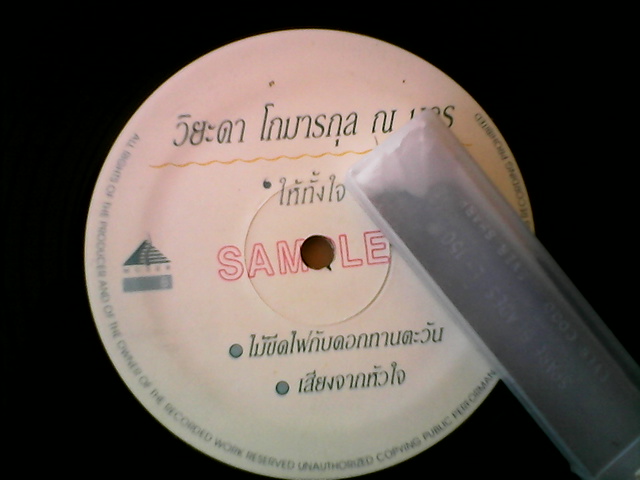 วิยะดา โกมารกุล ณ นคร
ให้ทั้งใจ
SAMPLE
ไม้ขีดไฟกับดอกทานตะวัน
เสียงจากหัวใจ
ALL RIGHTS OF THE PRODUCER AND OF THE OWNER OF THE RECORDED WORK RESERVED UNAUTHORIZED COPYING PUBLIC PERFORMAN
RECORDING PROHIBITED